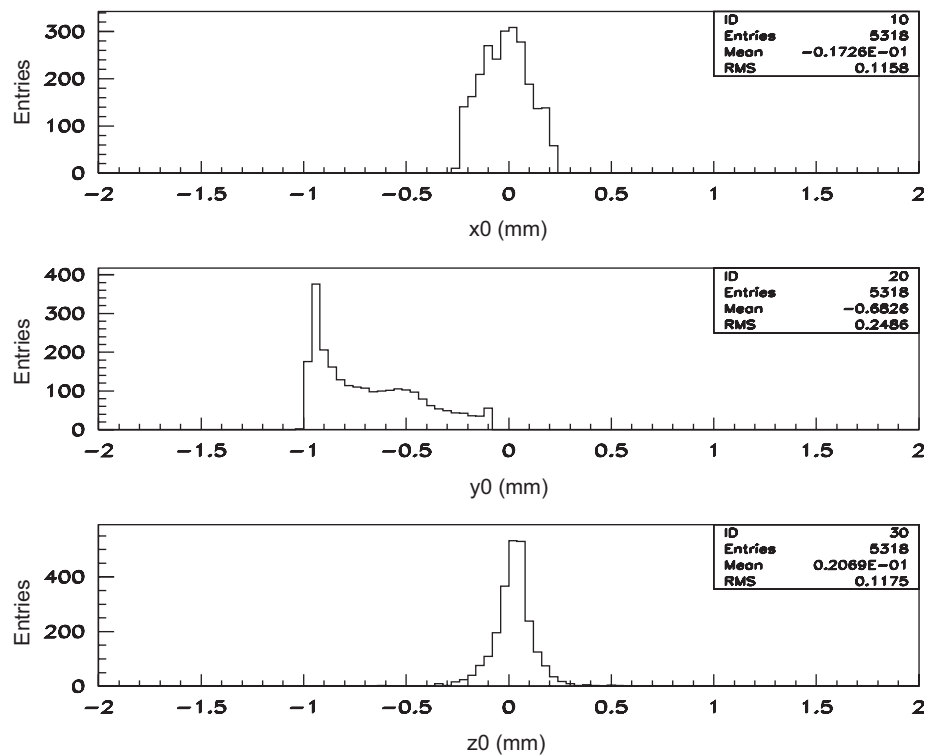 Entries
300
200
100
0
ID 10
Entries 5318
Mean -0.1726E-01
RMS 0.1158
-2 -1.5 -1 -0.5 0 0.5 1 1.5 2
x0 (mm)
Entries
400
300
200
100
0
ID 20
Entries 5318
Mean -0.6826
RMS 0.2486
-2 -1.5 -1 -0.5 0 0.5 1 1.5 2
y0 (mm)
Entries
400
200
0
ID 30
Entries 5318
Mean 0.2069E-01
RMS 0.1175
-2 -1.5 -1 -0.5 0 0.5 1 1.5 2
z0 (mm)